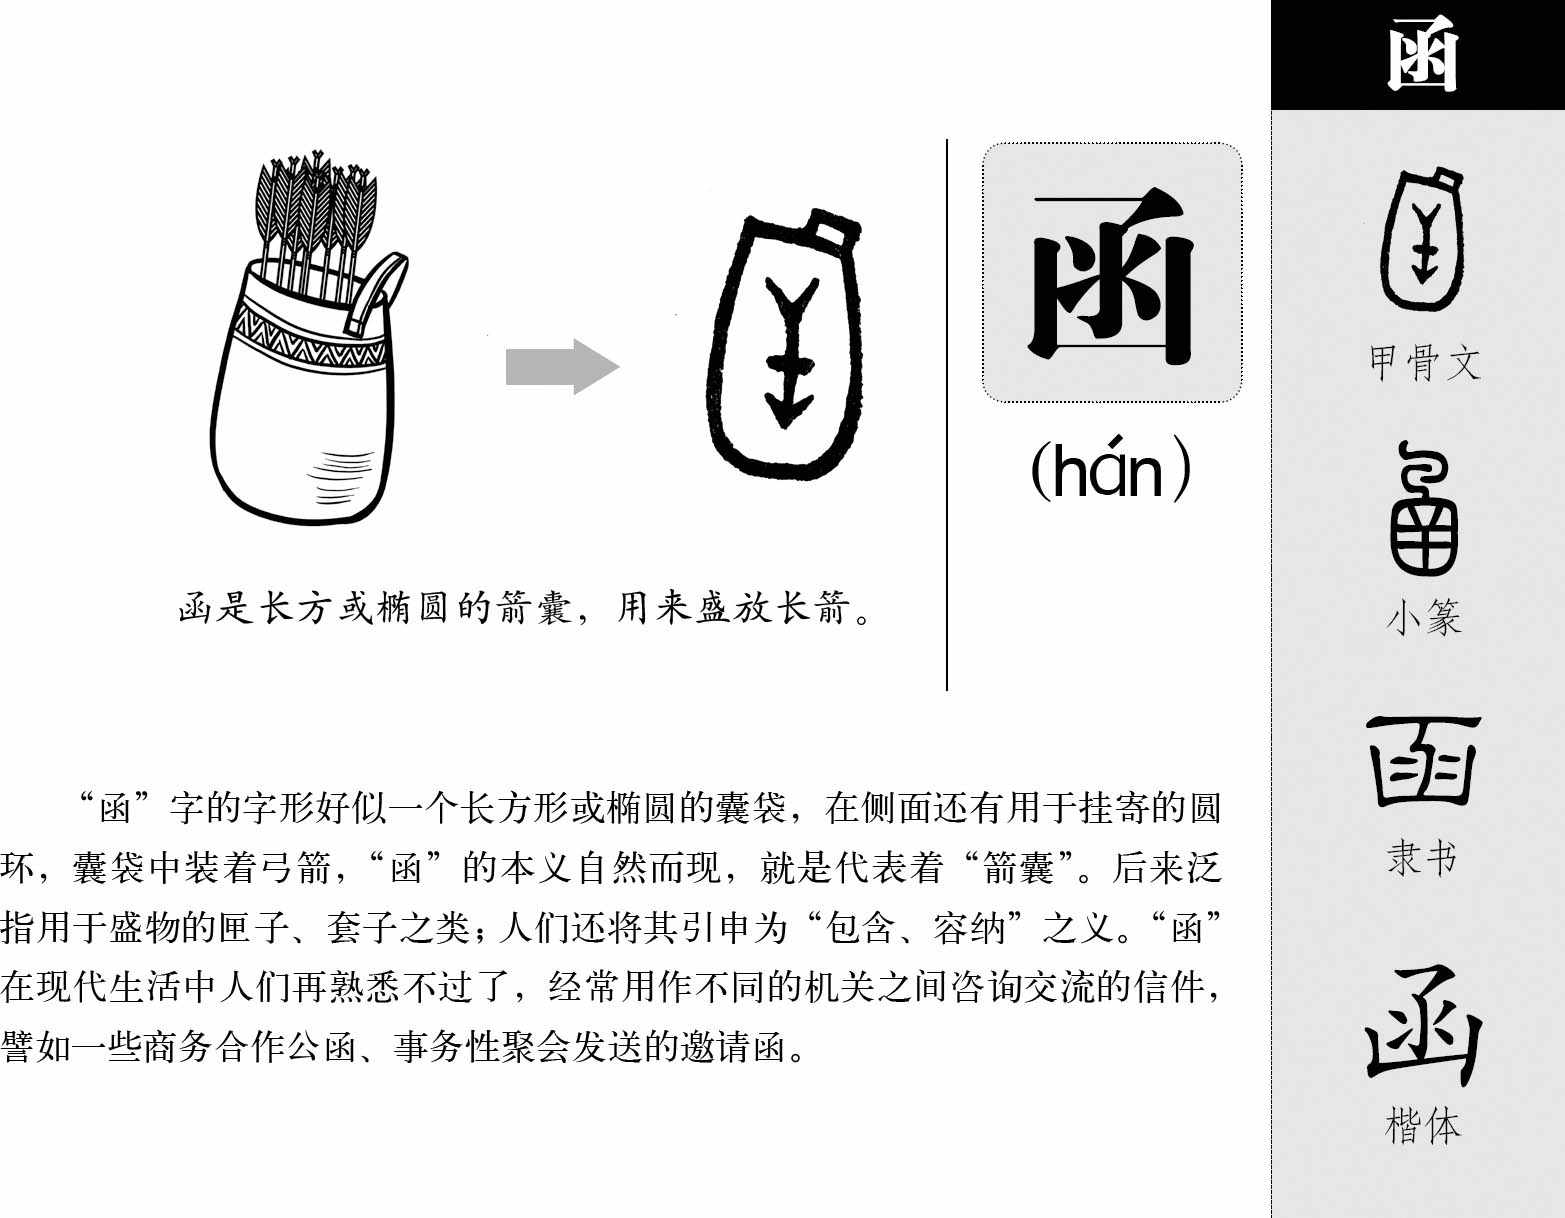 函
函
(hán)
函是长方或椭圆的箭囊，用来盛放长箭。
“函”字的字形好似一个长方形或椭圆的囊袋，在侧面还有用于挂寄的圆
环，囊袋中装着弓箭，“函”的本义自然而现，就是代表着“箭囊”。后来泛
指用于盛物的匣子、套子之类；人们还将其引申为“包含、容纳”之义。“函”
在现代生活中人们再熟悉不过了，经常用作不同的机关之间咨询交流的信件，
譬如一些商务合作公函、事务性聚会发送的邀请函。
甲骨文
小篆
函
隶书
函
楷体